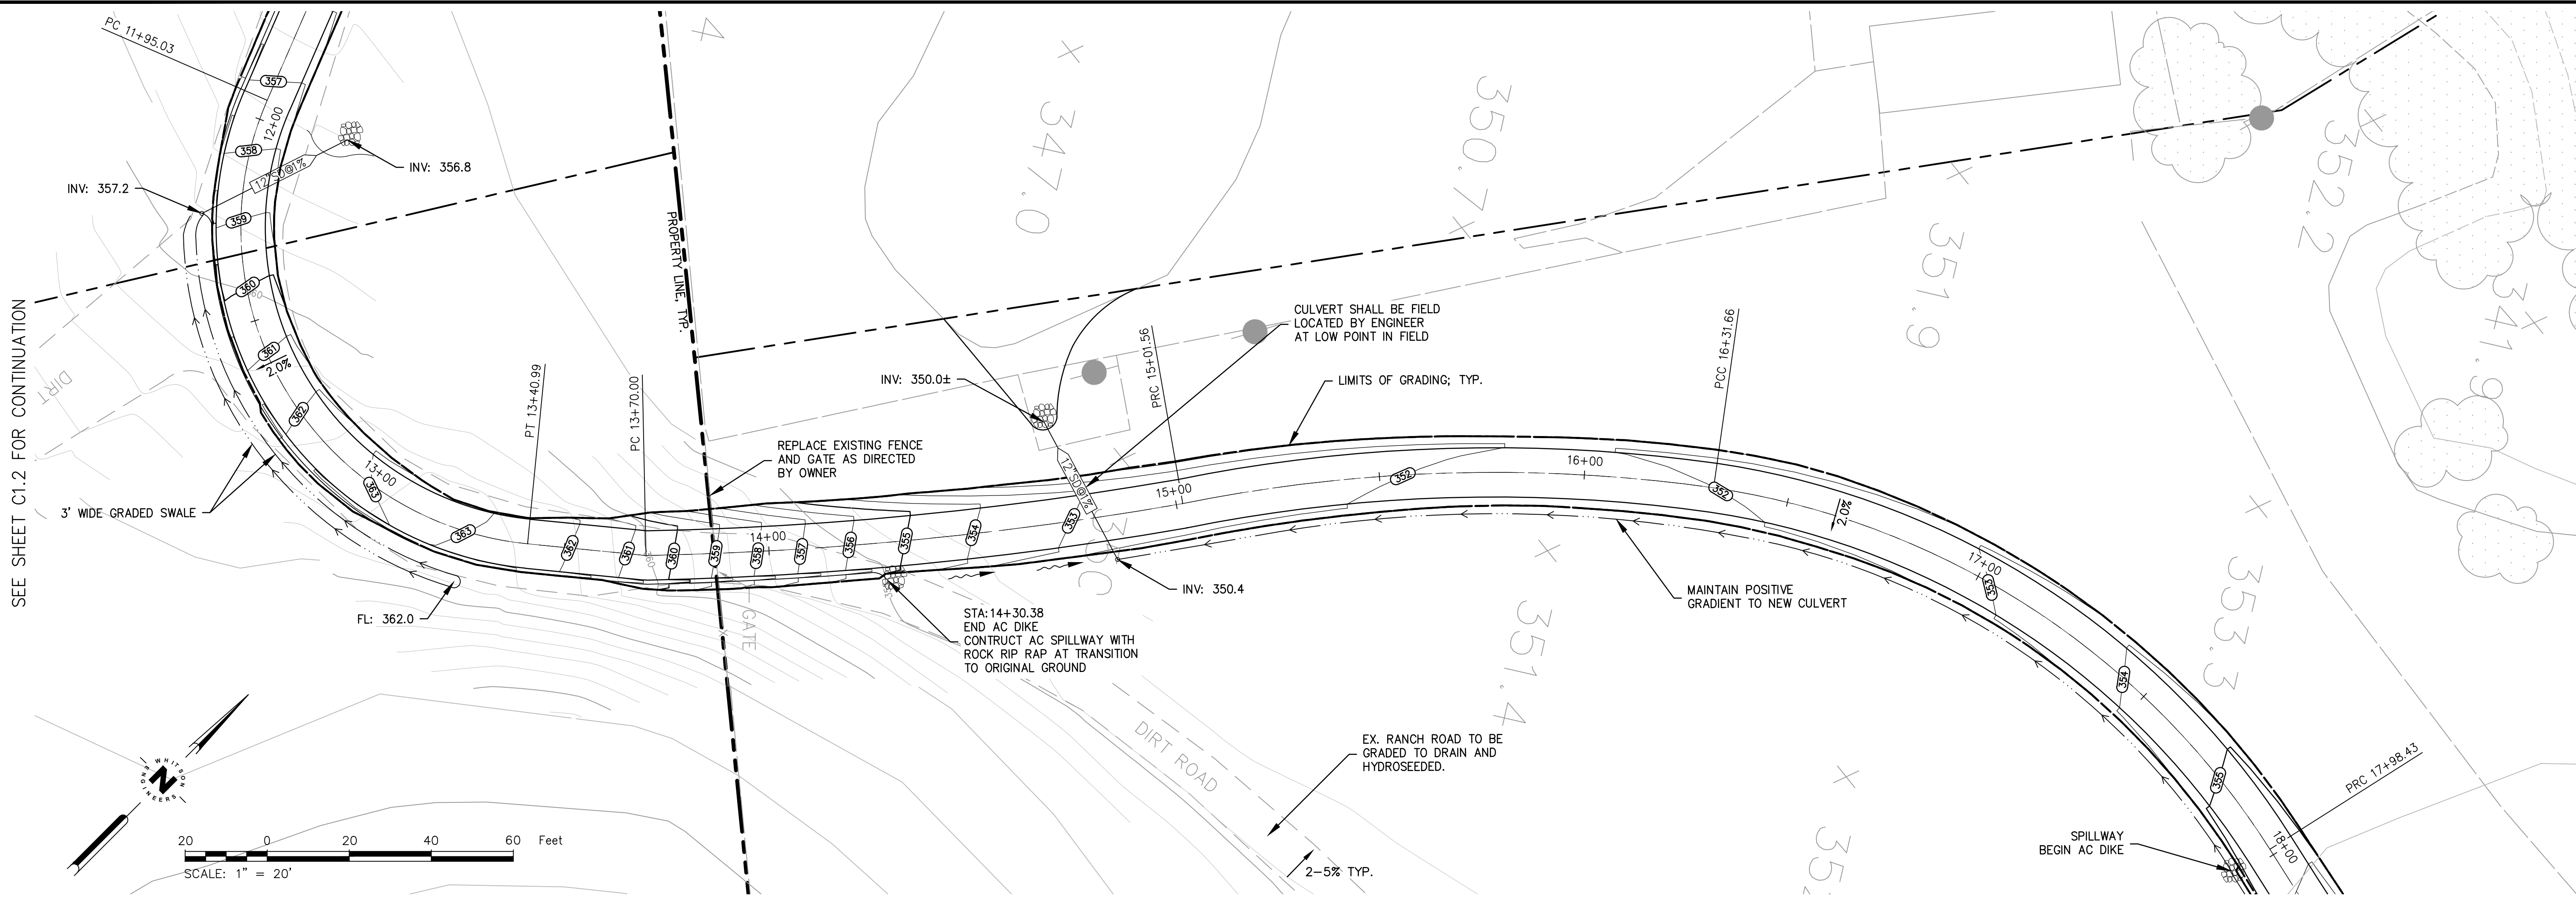 PC 11+95.03
357
12+00
358
12"SD@1%
INV: 356.8
INV: 357.2
359
360
60
361
2.0%
362
DIRT
SEE SHEET C1.2 FOR CONTINUATION
13+00
363
3' WIDE GRADED SWALE
363
FL: 362.0
PT 13+40.99
PC 13+70.00
PROPERTY LINE, TYP.
REPLACE EXISTING FENCE
AND GATE AS DIRECTED
BY OWNER
362
361
360
360
359
14+00
358
357
356
355
354
353
GATE
4
347.0
350.7
INV: 350.0±
12"SD@1%
CULVERT SHALL BE FIELD
LOCATED BY ENGINEER
AT LOW POINT IN FIELD
PRC 15+01.56
LIMITS OF GRADING; TYP.
15+00
INV: 350.4
STA:14+30.38
END AC DIKE
CONTRUCT AC SPILLWAY WITH
ROCK RIP RAP AT TRANSITION
TO ORIGINAL GROUND
352
16+00
PCC 16+31.66
352
2.0%
MAINTAIN POSITIVE
GRADIENT TO NEW CULVERT
351.9
352.2
341.9
351.4
353.3
17+00
353
354
355
PRC 17+98.43
18+00
SPILLWAY
BEGIN AC DIKE
DIRT ROAD
EX. RANCH ROAD TO BE
GRADED TO DRAIN AND
HYDROSEEDED.
2-5% TYP.
WHITSON
ENGINEERS
N
20 0 20 40 60 Feet
SCALE: 1" = 20'